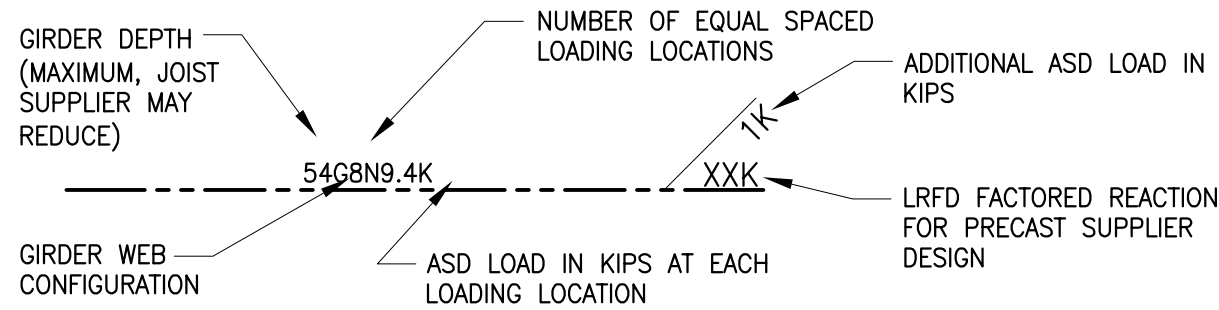 GIRDER DEPTH
(MAXIMUM, JOIST
SUPPLIER MAY
REDUCE)
NUMBER OF EQUAL SPACED
LOADING LOCATIONS
ADDITIONAL ASD LOAD IN
KIPS
1K
54G8N9.4K
XXK
GIRDER WEB
CONFIGURATION
ASD LOAD IN KIPS AT EACH
LOADING LOCATION
LRFD FACTORED REACTION
FOR PRECAST SUPPLIER
DESIGN